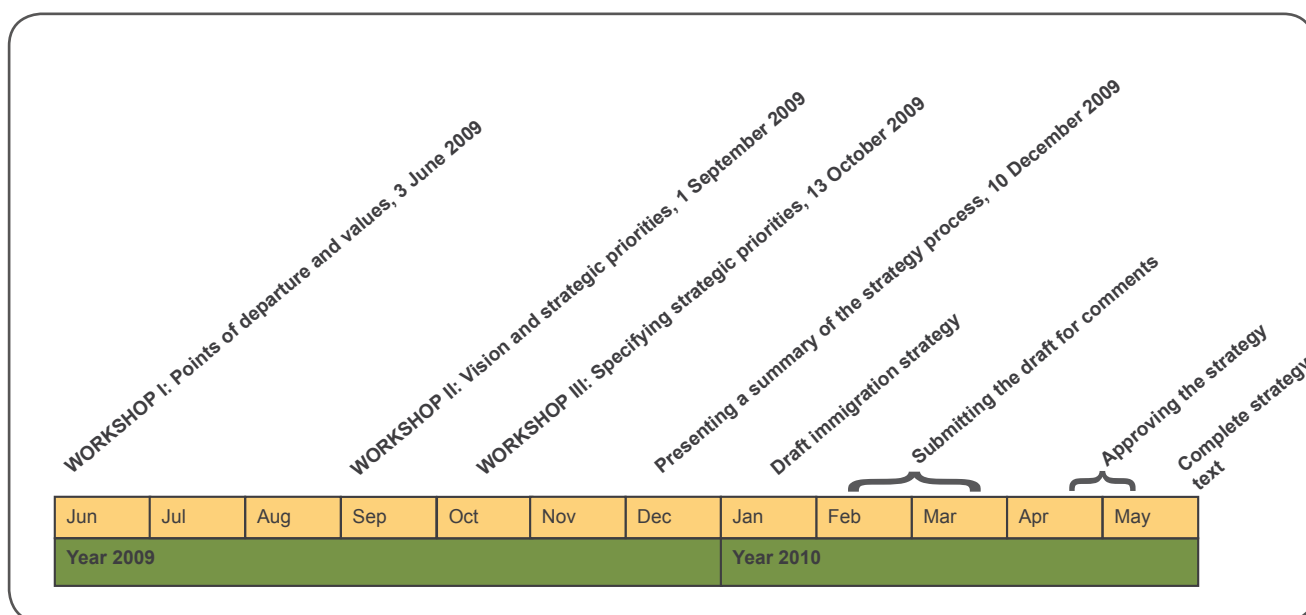 WORKSHOP I: Points of departure and values, 3 June 2009
WORKSHOP II: Vision and strategic priorities, 1 September 2009
WORKSHOP III: Specifying strategic priorities, 13 October 2009
Presenting a summary of the strategy process, 10 December 2009
Draft immigration strategy
Submitting the draft for comments
Approving the strategy
Complete strategy
text
Jun Jul Aug Sep Oct Nov Dec Jan Feb Mar Apr May
Year 2009 Year 2010